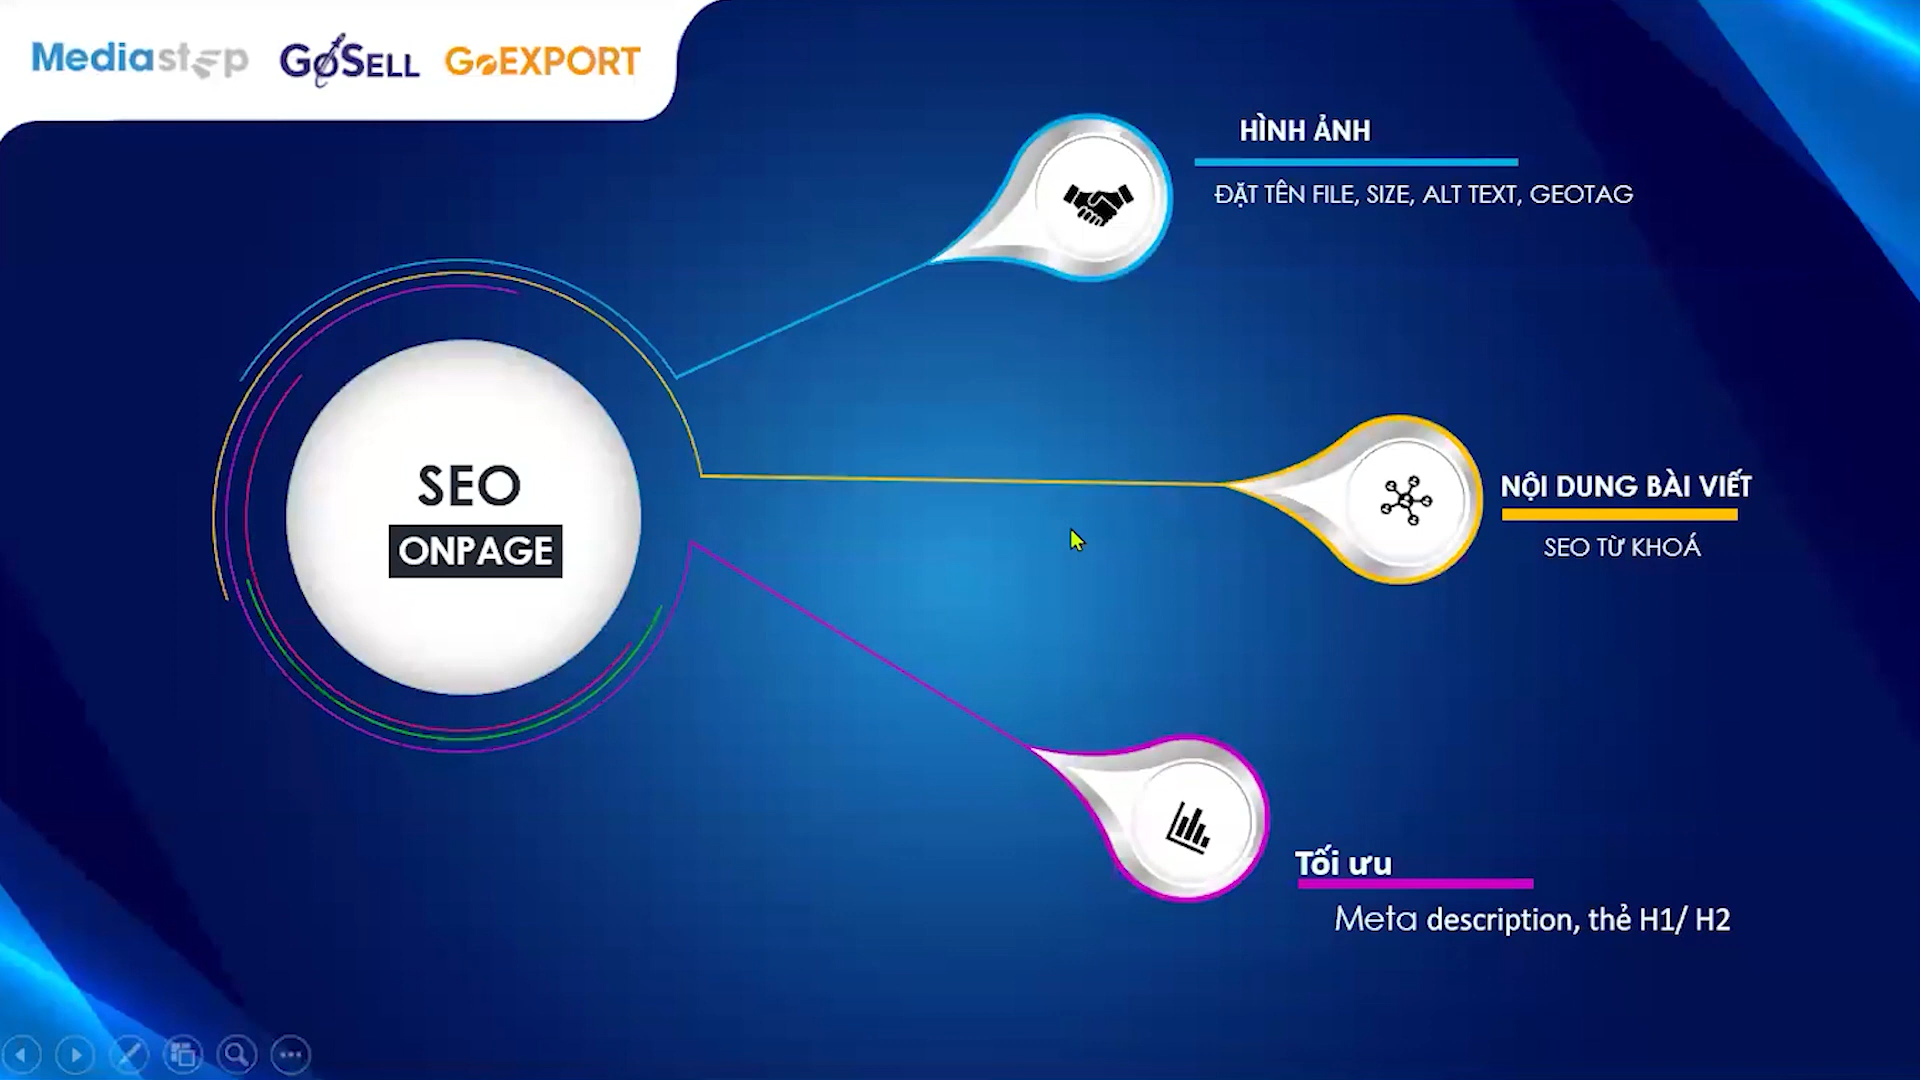 Mediastep GOSELL GOEXPORT
HÌNH ẢNH
ĐẶT TÊN FILE, SIZE, ALT TEXT, GEOTAG
SEO
ONPAGE
NỘI DUNG BÀI VIẾT
SEO TỪ KHOÁ
Tối ưu
Meta description, thẻ H1/ H2